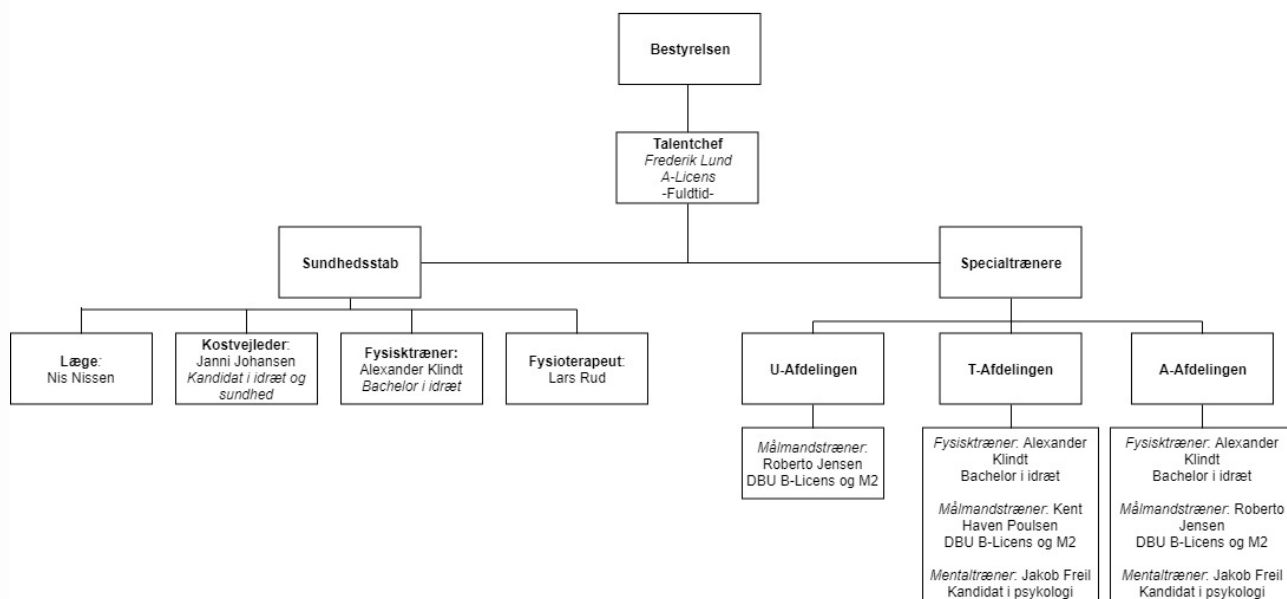 Bestyrelsen
Talentchef
Frederik Lund
A-Licens
-Fuldtid-
Sundhedsstab
Specialtrænere
Læge:
Nis Nissen
Kostvejleder:
Janni Johansen
Kandidat i idræt og
sundhed
Fysisktræner:
Alexander Klindt
Bachelor i idræt
Fysioterapeut:
Lars Rud
U-Afdelingen
T-Afdelingen
A-Afdelingen
Målmandstræner:
Roberto Jensen
DBU B-Licens og M2
Fysisktræner: Alexander
Klindt
Bachelor i idræt
Målmandstræner: Kent
Haven Poulsen
DBU B-Licens og M2
Mentaltræner: Jakob Freil
Kandidat i psykologi
Fysisktræner: Alexander
Klindt
Bachelor i idræt
Målmandstræner: Roberto
Jensen
DBU B-Licens og M2
Mentaltræner: Jakob Freil
Kandidat i psykologi